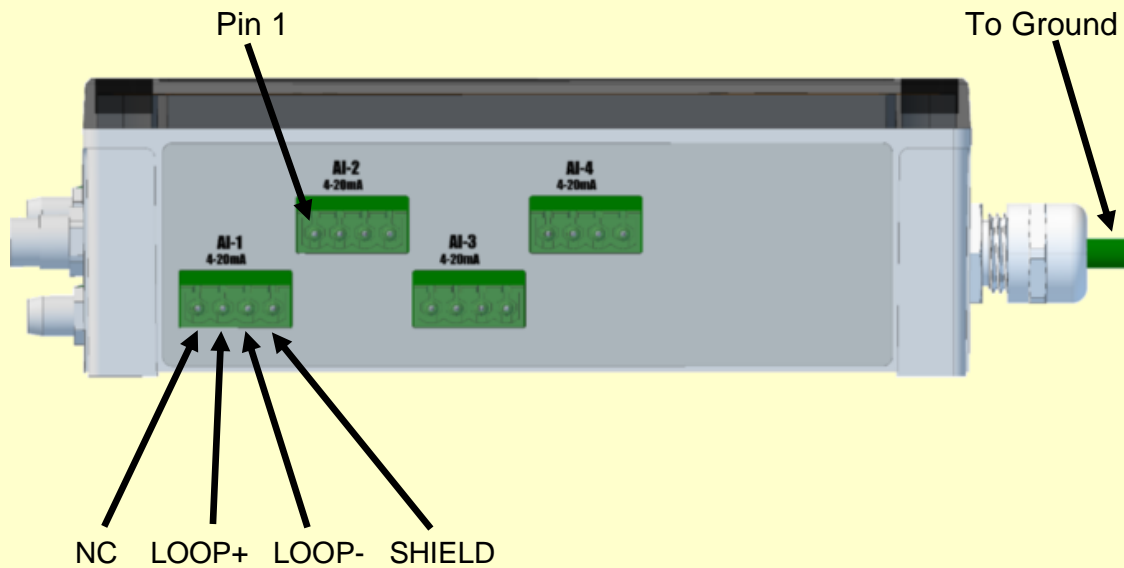 Pin 1
To Ground
AI-2
4-20mA
AI-4
4-20mA
AI-1
4-20mA
AI-3
4-20mA
NC LOOP+ LOOP- SHIELD